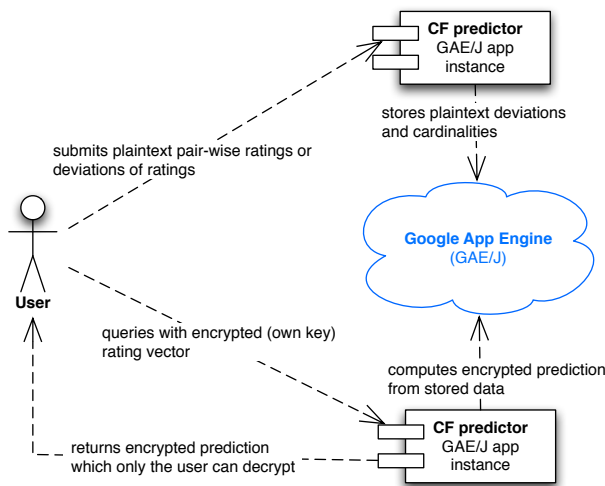 CF predictor
GAE/J app
instance
stores plaintext deviations
and cardinalities
submits plaintext pair-wise ratings or
deviations of ratings
Google App Engine
(GAE/J)
User
queries with encrypted (own key)
rating vector
computes encrypted prediction
from stored data
CF predictor
GAE/J app
instance
returns encrypted prediction
which only the user can decrypt